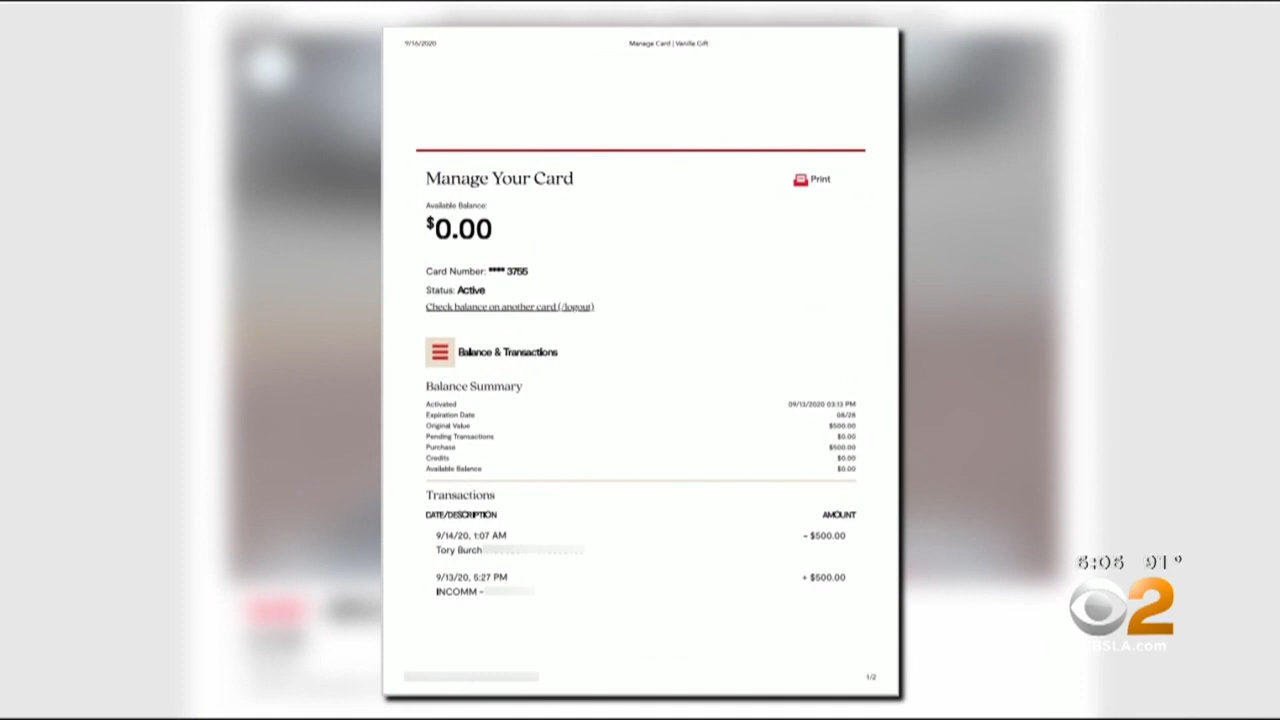 9/16/2020 Manage Card | Vanilla Gift
Manage Your Card Print
Available Balance:
$0.00
Card Number: **** 3755
Status: Active
Check balance on another card (/logout)
Balance & Transactions
Balance Summary
Activated 09/13/2020 03:13 PM
Expiration Date 08/28
Original Value $500.00
Pending Transactions $0.00
Purchase $500.00
Credits $0.00
Available Balance $0.00
Transactions
DATE/DESCRIPTION AMOUNT
9/14/20, 1:07 AM - $500.00
Tory Burch
9/13/20, 5:27 PM + $500.00
INCOMM -
1/2
91°
2
CBSLA.com